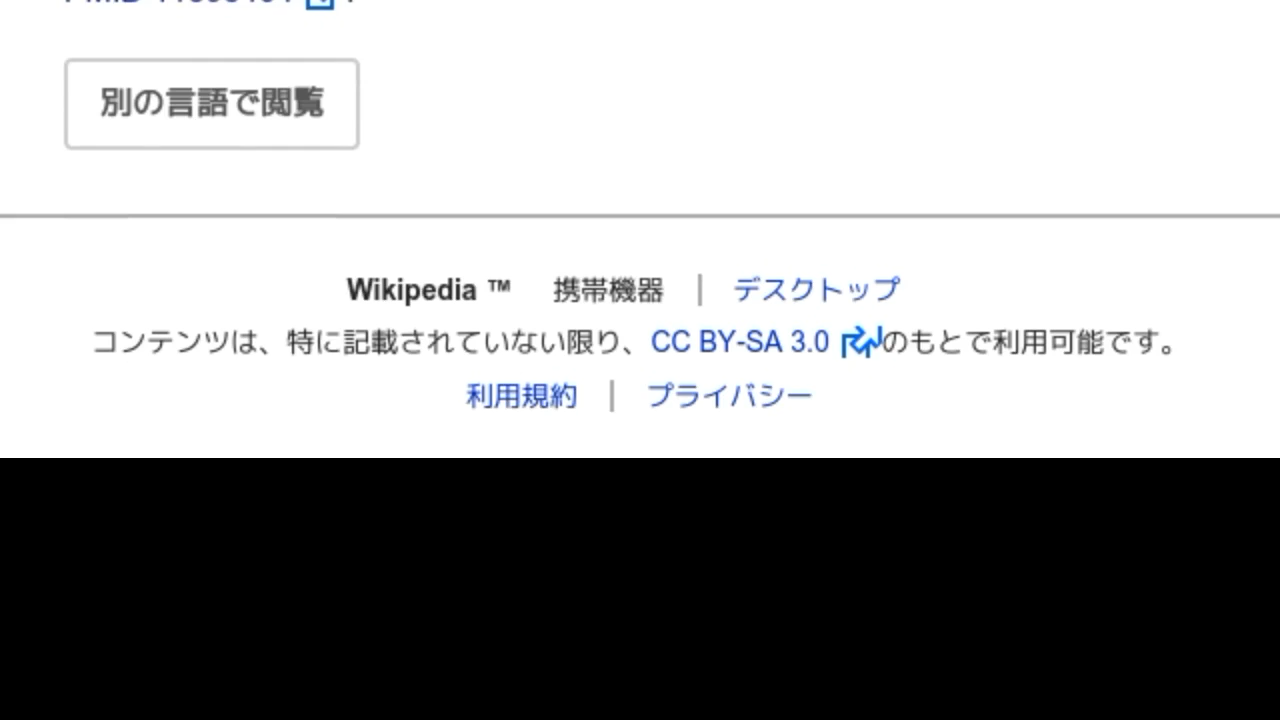 別の言語で閲覧
Wikipedia ™ 携帯機器 | デスクトップ
コンテンツは、特に記載されていない限り、CC BY-SA 3.0 のもとで利用可能です。
利用規約 | プライバシー